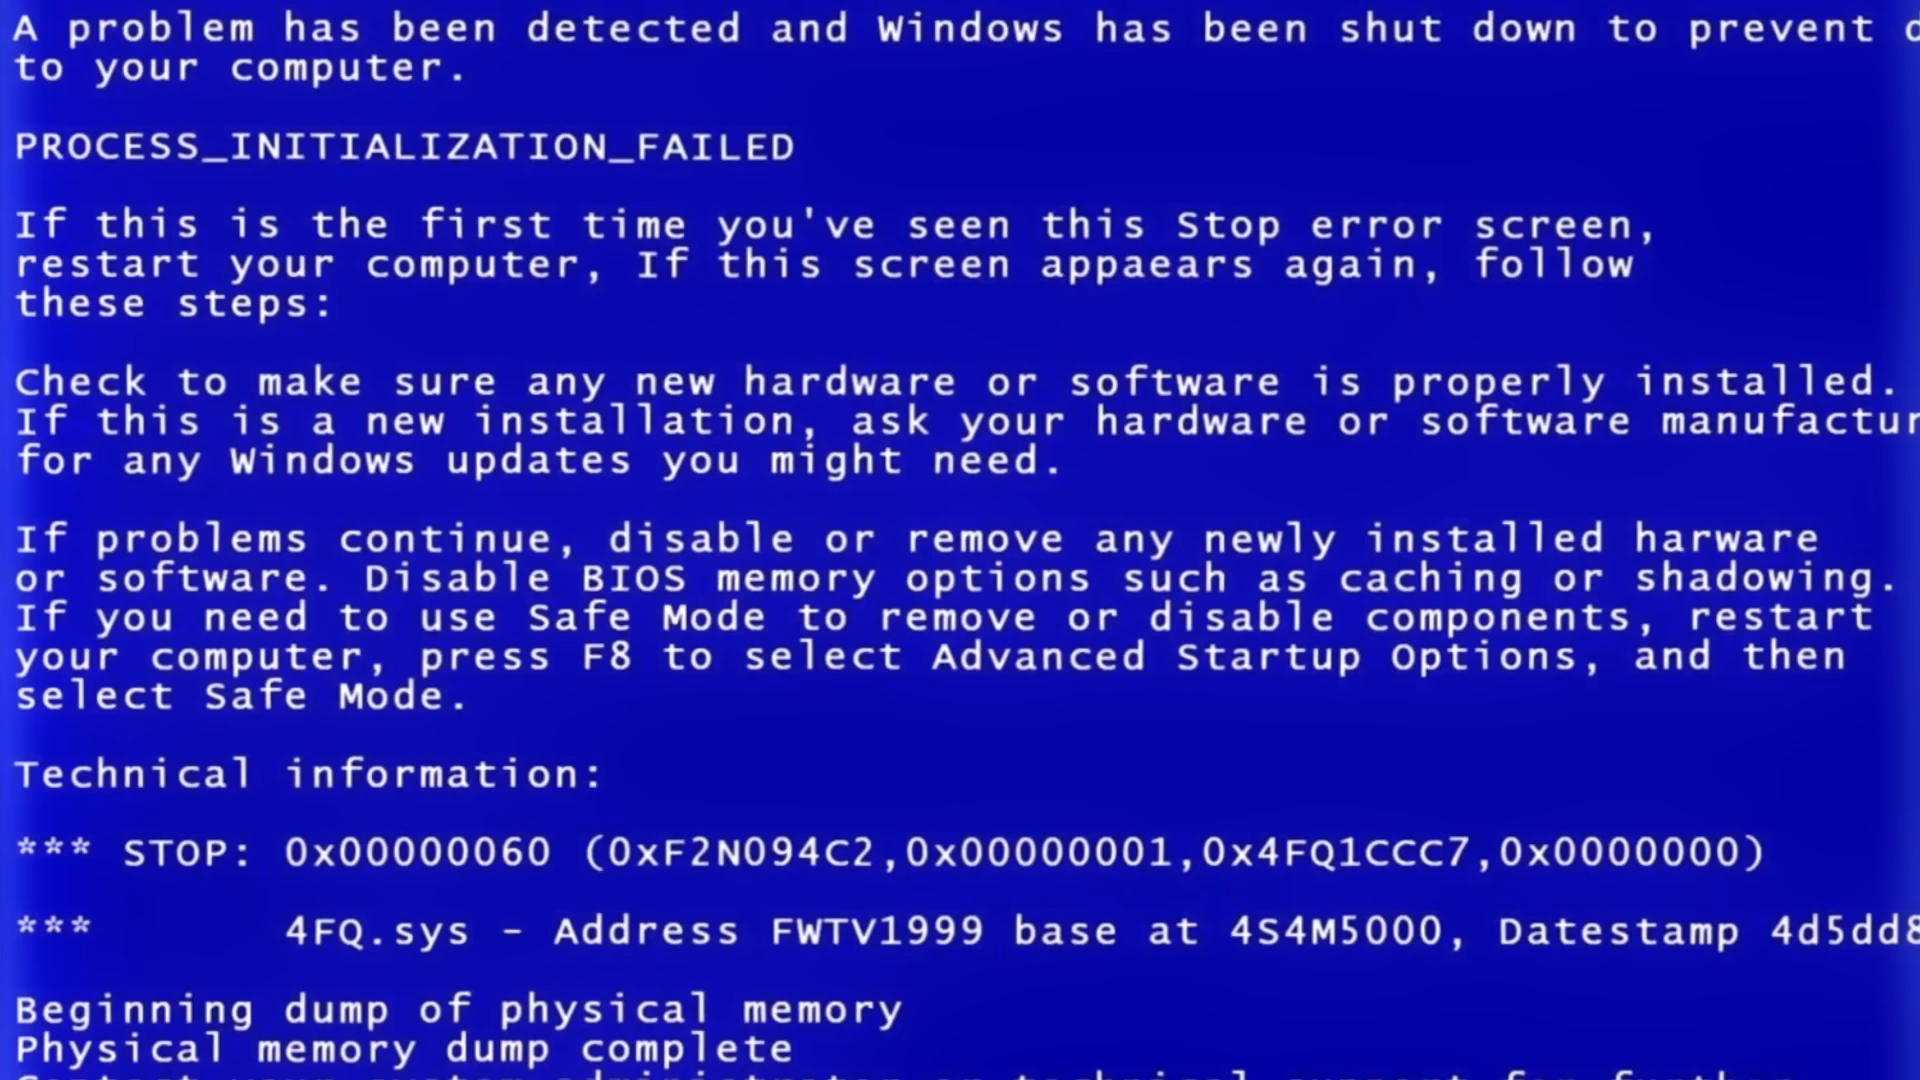 A problem has been detected and Windows has been shut down to prevent
to your computer.
PROCESS_INITIALIZATION_FAILED
If this is the first time you've seen this Stop error screen,
restart your computer, If this screen appaears again, follow
these steps:
Check to make sure any new hardware or software is properly installed.
If this is a new installation, ask your hardware or software manufactur
for any Windows updates you might need.
If problems continue, disable or remove any newly installed harware
or software. Disable BIOS memory options such as caching or shadowing.
If you need to use Safe Mode to remove or disable components, restart
your computer, press F8 to select Advanced Startup Options, and then
select Safe Mode.
Technical information:
*** STOP: 0x00000060 (0xF2N094C2,0x00000001,0x4FQ1CCC7,0x0000000)
*** 4FQ.sys - Address FWTV1999 base at 4S4M5000, Datestamp 4d5dd8
Beginning dump of physical memory
Physical memory dump complete